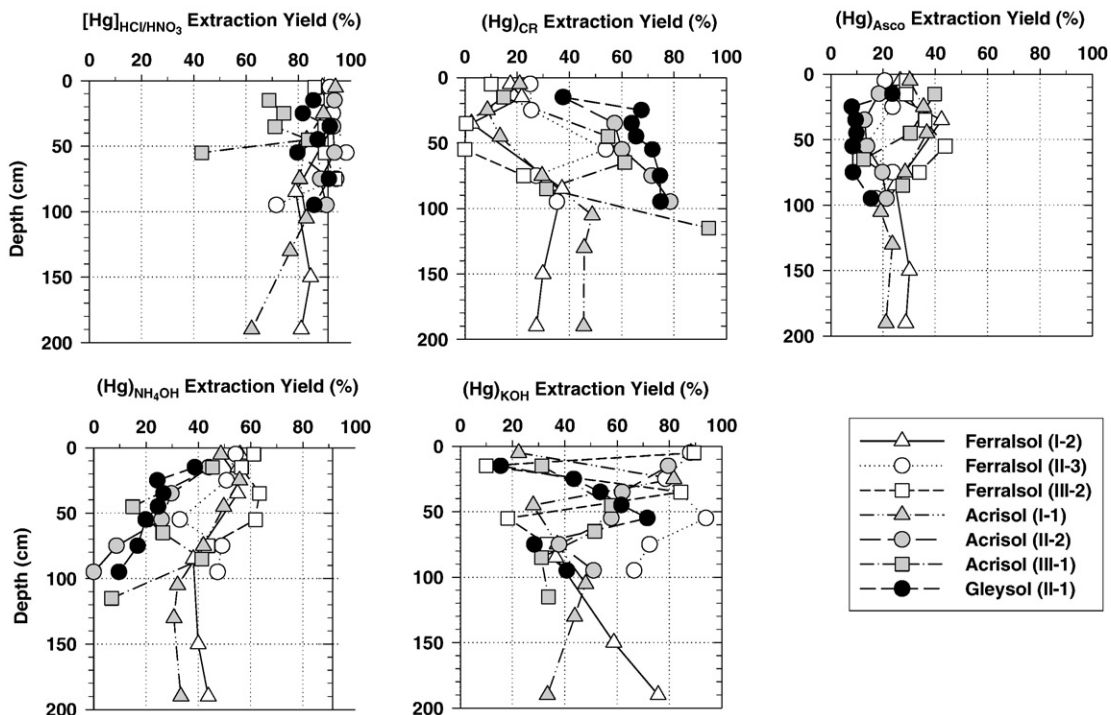 [Hg]HCl/HNO3 Extraction Yield (%)
0 20 40 60 80 100
0
50
100
150
200
Depth (cm)
(Hg)CR Extraction Yield (%)
0 20 40 60 80 100
0
50
100
150
200
(Hg)Asco Extraction Yield (%)
0 20 40 60 80 100
0
50
100
150
200
(Hg)NH4OH Extraction Yield (%)
0 20 40 60 80 100
0
50
100
150
200
Depth (cm)
(Hg)KOH Extraction Yield (%)
0 20 40 60 80 100
0
50
100
150
200
Ferralsol (I-2)
Ferralsol (II-3)
Ferralsol (III-2)
Acrisol (I-1)
Acrisol (II-2)
Acrisol (III-1)
Gleysol (II-1)